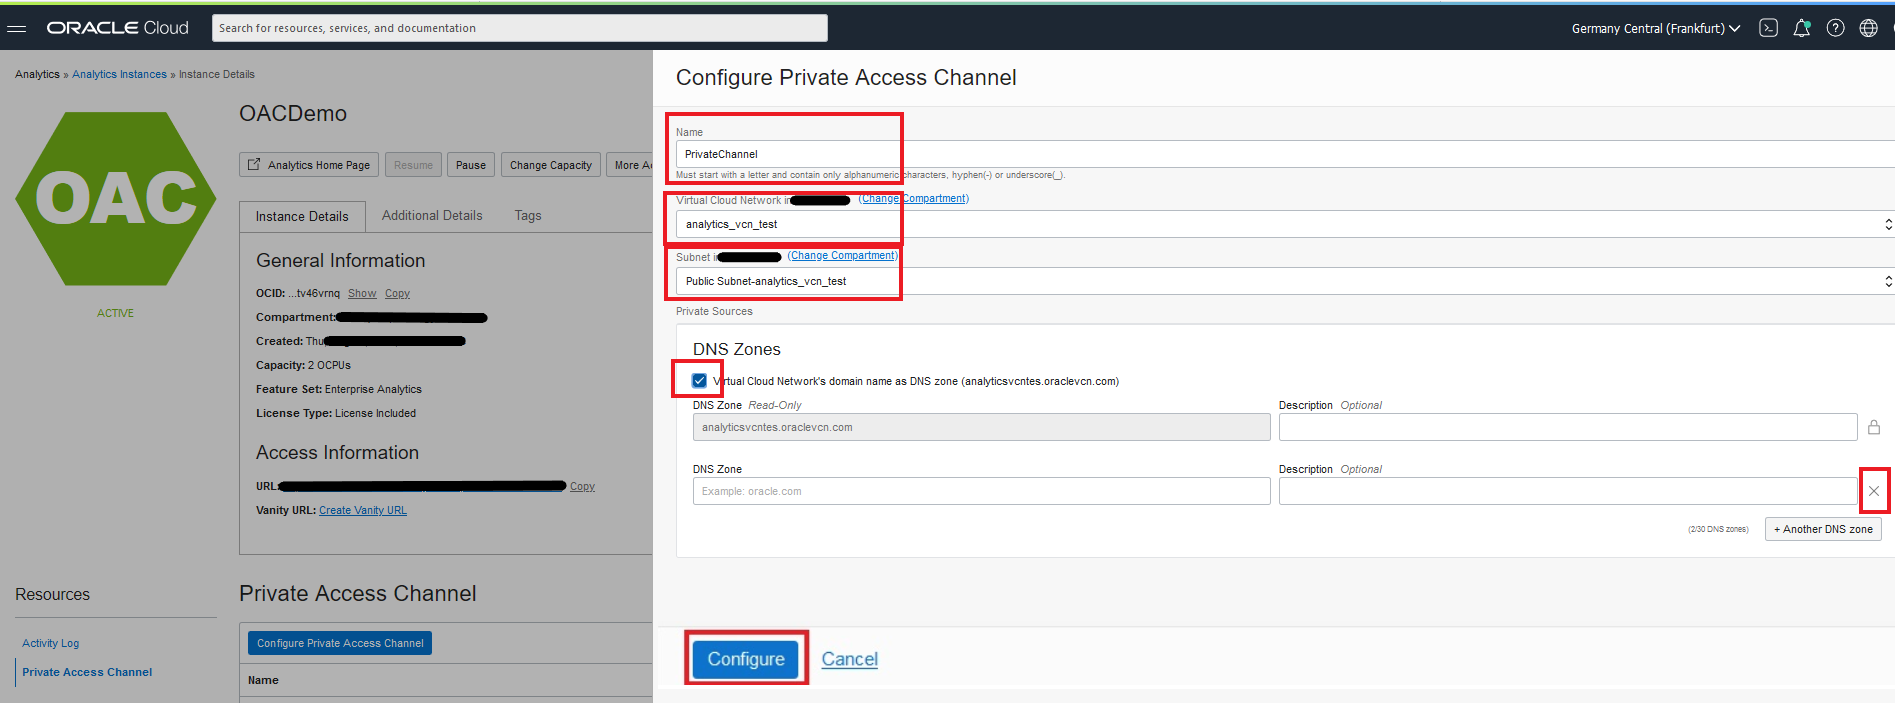 ORACLE Cloud
Search for resources, services, and documentation
Germany Central (Frankfurt)
Analytics » Analytics Instances » Instance Details
OAC
ACTIVE
OACDemo
Analytics Home Page
Resume
Pause
Change Capacity
More Ac
Instance Details
Additional Details
Tags
General Information
OCID: ...tv46vrnq Show Copy
Compartment:
Created: Thu,
Capacity: 2 OCPUs
Feature Set: Enterprise Analytics
License Type: License Included
Access Information
URL: Copy
Vanity URL: Create Vanity URL
Resources
Activity Log
Private Access Channel
Private Access Channel
Configure Private Access Channel
Name
Configure Private Access Channel
Name
PrivateChannel
Must start with a letter and contain only alphanumeric characters, hyphen(-) or underscore(_).
Virtual Cloud Network in (Change Compartment)
analytics_vcn_test
Subnet in (Change Compartment)
Public Subnet-analytics_vcn_test
Private Sources
DNS Zones
Virtual Cloud Network's domain name as DNS zone (analyticsvcntes.oraclevcn.com)
DNS Zone Read-Only
Description Optional
analyticsvcntes.oraclevcn.com
DNS Zone
Description Optional
Example: oracle.com
(2/30 DNS zones)
+ Another DNS zone
Configure
Cancel